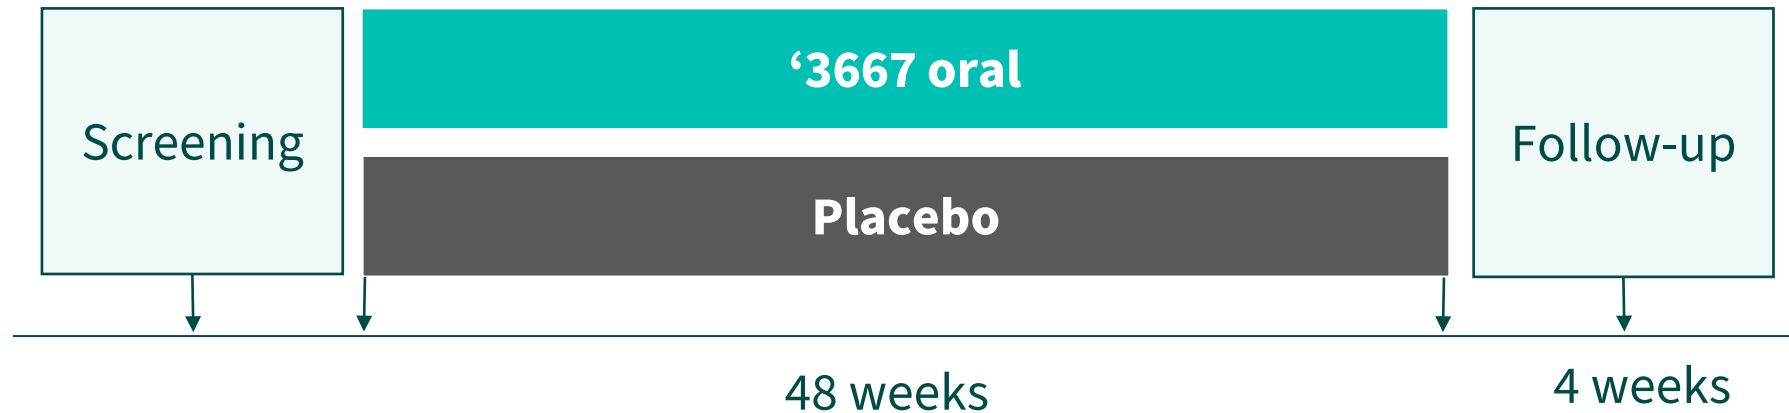 Screening
‘3667 oral
Placebo
Follow-up
48 weeks
4 weeks